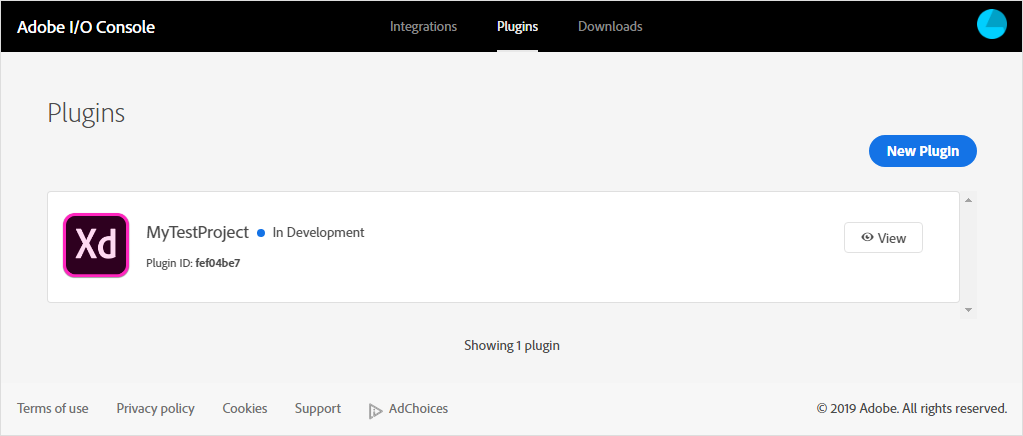 Adobe I/O Console Integrations Plugins Downloads
Plugins
New Plugin
Xd MyTestProject In Development
Plugin ID: fef04be7
View
Showing 1 plugin
Terms of use Privacy policy Cookies Support AdChoices © 2019 Adobe. All rights reserved.